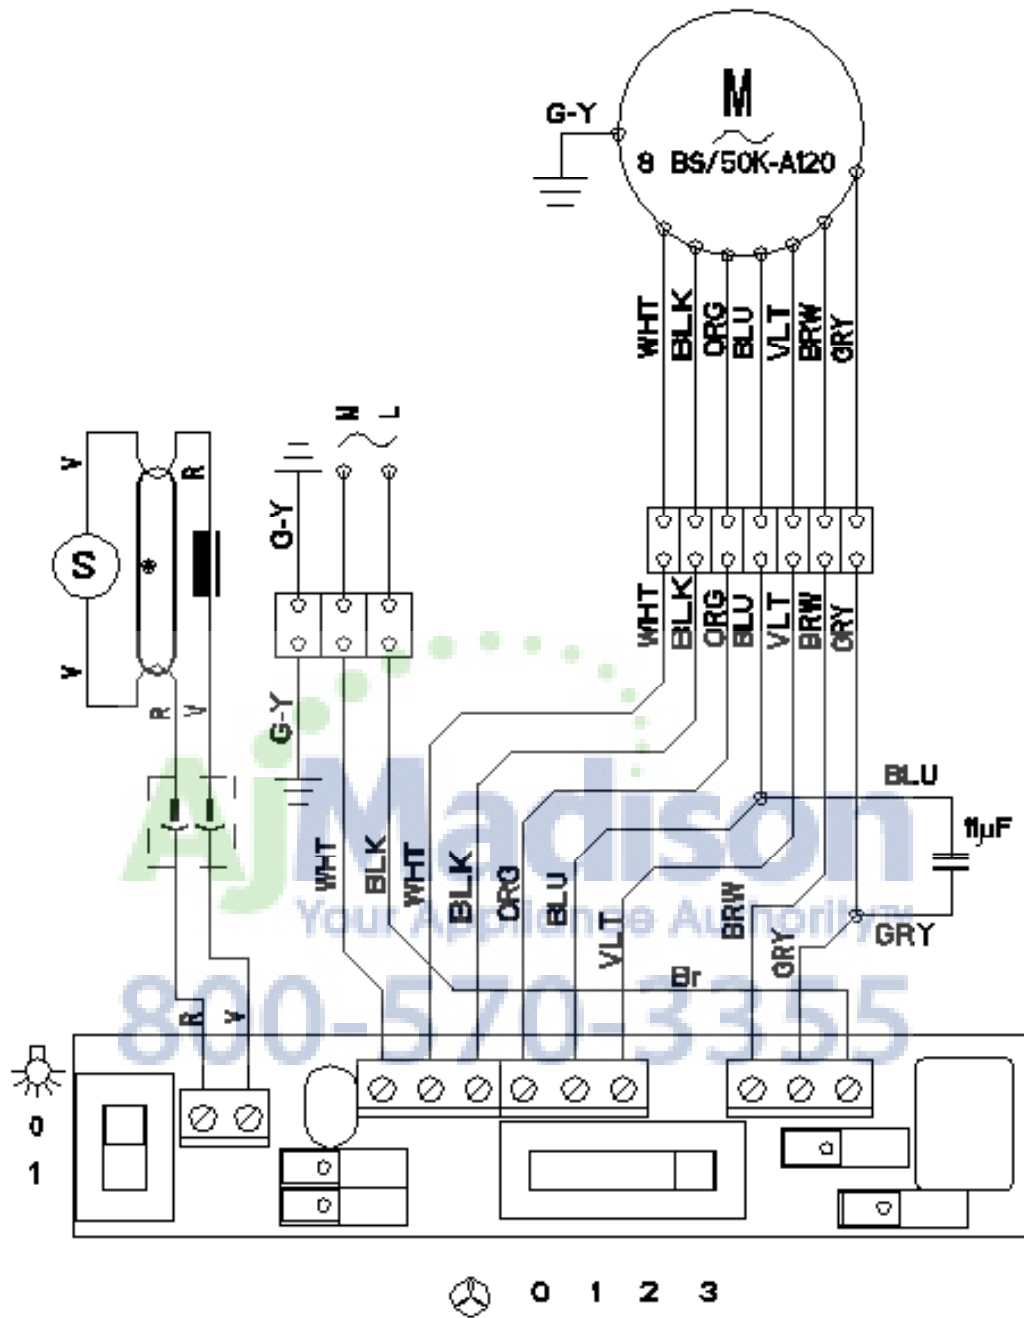 M
G-Y
8 BS/50K-A120
WHT BLK ORG BLU VLT BRW GRY
N L
V R
G-Y
S
WHT BLK ORG BLU VLT BRW GRY
V
R V
G-Y
BLU
11µF
AjMadison
WHT BLK WHT BLK ORG BLU VLT BRW GRY
GRY
Your Appliance Authority™
Br
800-570-3355
R V
0
1
0 1 2 3